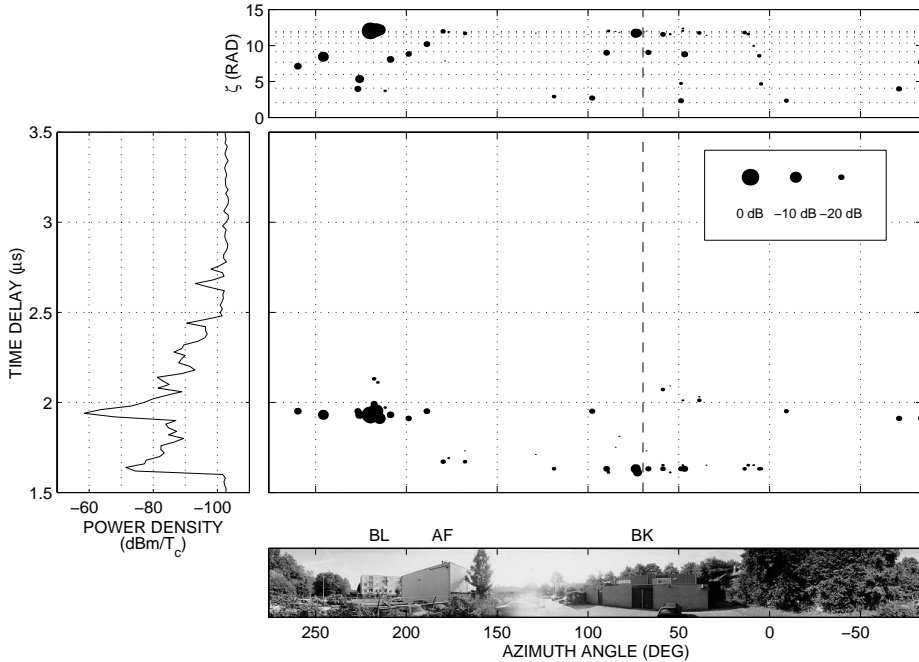 15
10
5
0
ζ (RAD)
3.5
3
2.5
2
1.5
TIME DELAY (μs)
0 dB −10 dB −20 dB
−60 −80 −100
POWER DENSITY
(dBm/T_c)
BL AF BK
250 200 150 100 50 0 −50
AZIMUTH ANGLE (DEG)